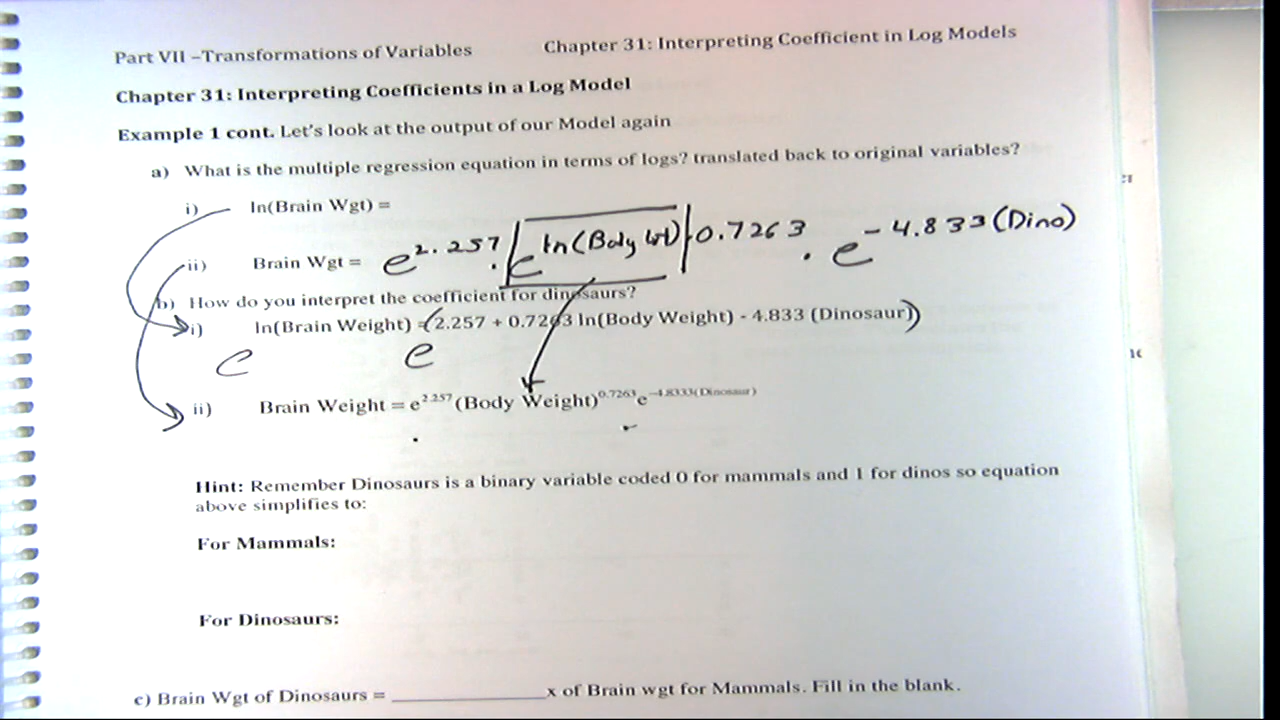 Part VII –Transformations of Variables Chapter 31: Interpreting Coefficient in Log Models
Chapter 31: Interpreting Coefficients in a Log Model
Example 1 cont. Let's look at the output of our Model again
a) What is the multiple regression equation in terms of logs? translated back to original variables?
i) ln(Brain Wgt) =
ii) Brain Wgt = e^2.257 . e^ln(Body Wt) 0.7263 . e^-4.833(Dino)
b) How do you interpret the coefficient for dinosaurs?
i) ln(Brain Weight) = (2.257 + 0.7263 ln(Body Weight) - 4.833 (Dinosaur))
e e
ii) Brain Weight = e^2.257 (Body Weight)^0.7263 e^-4.8333(Dinosaur)
Hint: Remember Dinosaurs is a binary variable coded 0 for mammals and 1 for dinos so equation
above simplifies to:
For Mammals:
For Dinosaurs:
c) Brain Wgt of Dinosaurs = ______________x of Brain wgt for Mammals. Fill in the blank.